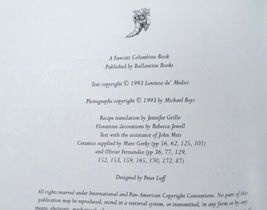 A Fawcett Columbine Book
Published by Ballantine Books
Text copyright © 1993 Lorenza de' Medici
Photographs copyright © 1993 by Michael Boys
Recipe translation by Jennifer Grillo
Florentine decorations by Rebecca Jewell
Text with the assistance of John Meis
Ceramics supplied by Maro Gorky (pp 56, 62, 125, 101)
and Olivier Fernandez (pp 36, 77, 129,
152, 153, 159, 165, 170, 172, 87)
Designed by Peter Luff
All rights reserved under International and Pan-American Copyright Conventions. No part of this
publication may be reproduced, stored in a retrieval system, or transmitted, in any form or by any